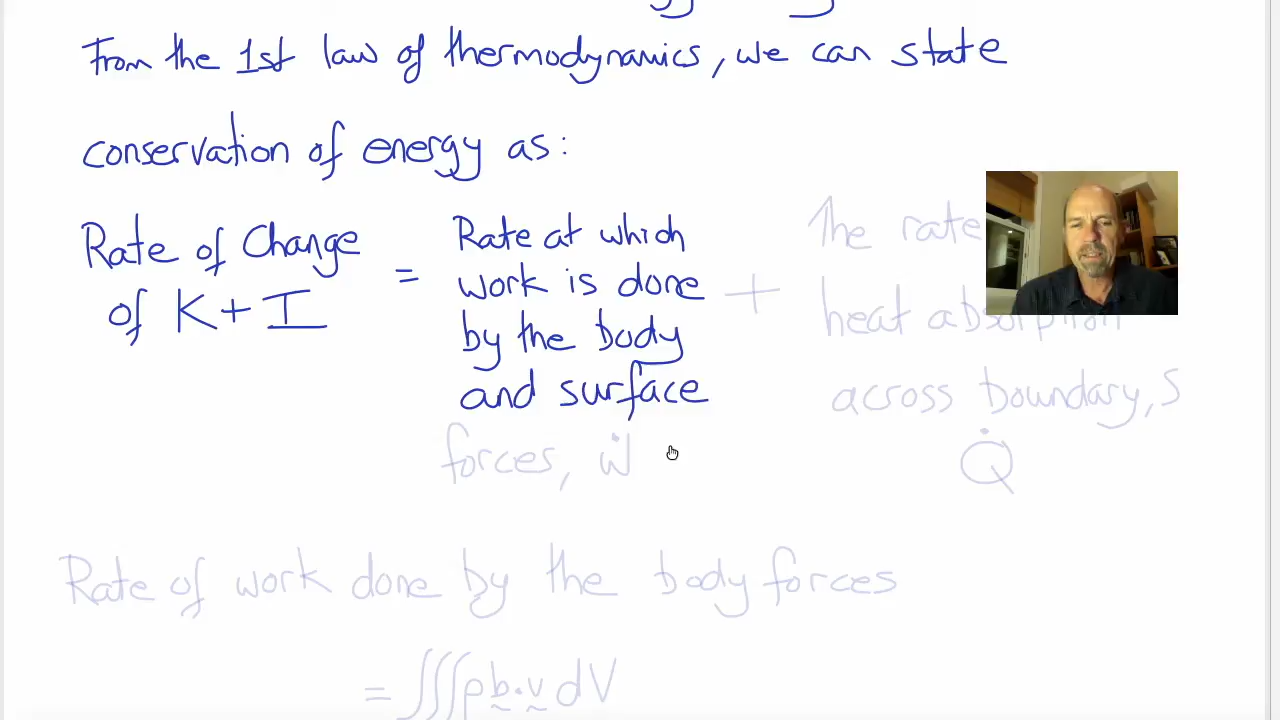 From the 1st law of thermodynamics, we can state
conservation of energy as:
Rate of Change
of K + I
=
Rate at which
work is done
by the body
and surface
forces, Ẇ
+
The rate
heat absorption
across boundary, S
Q̇
Rate of work done by the body forces
= ∭ρb̰·v̰ dV